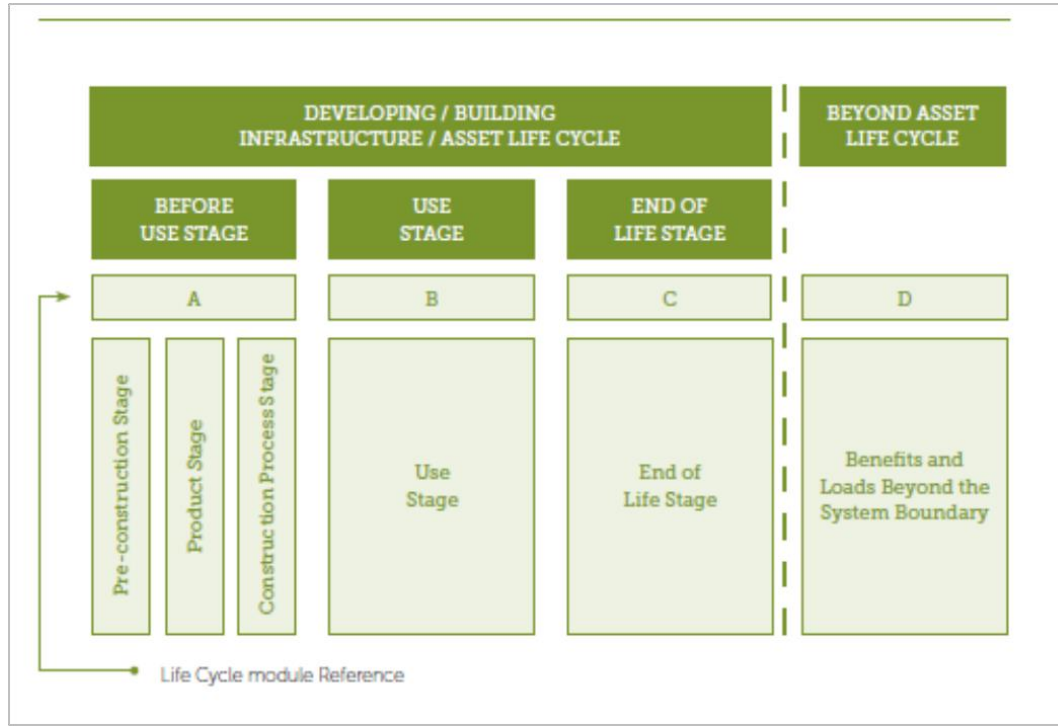 DEVELOPING / BUILDING
INFRASTRUCTURE / ASSET LIFE CYCLE
BEYOND ASSET
LIFE CYCLE
BEFORE
USE STAGE
USE
STAGE
END OF
LIFE STAGE
A
B
C
D
Pre-construction Stage
Product Stage
Construction Process Stage
Use
Stage
End of
Life Stage
Benefits and
Loads Beyond the
System Boundary
Life Cycle module Reference